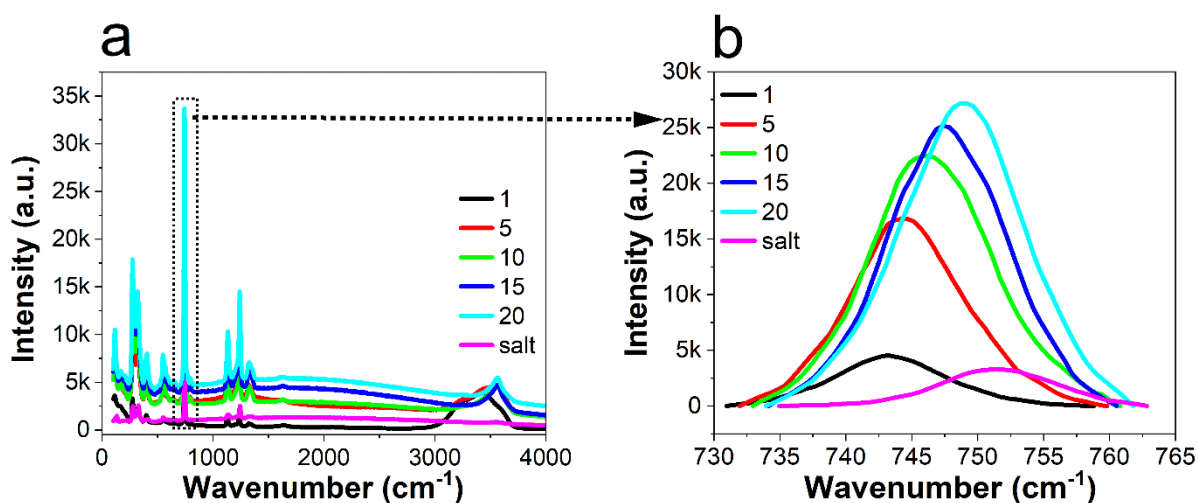 a
Intensity (a.u.)
35k
30k
25k
20k
15k
10k
5k
0
1
5
10
15
20
salt
0
1000
2000
3000
4000
Wavenumber (cm⁻¹)
b
Intensity (a.u.)
30k
25k
20k
15k
10k
5k
0
1
5
10
15
20
salt
730
735
740
745
750
755
760
765
Wavenumber (cm⁻¹)